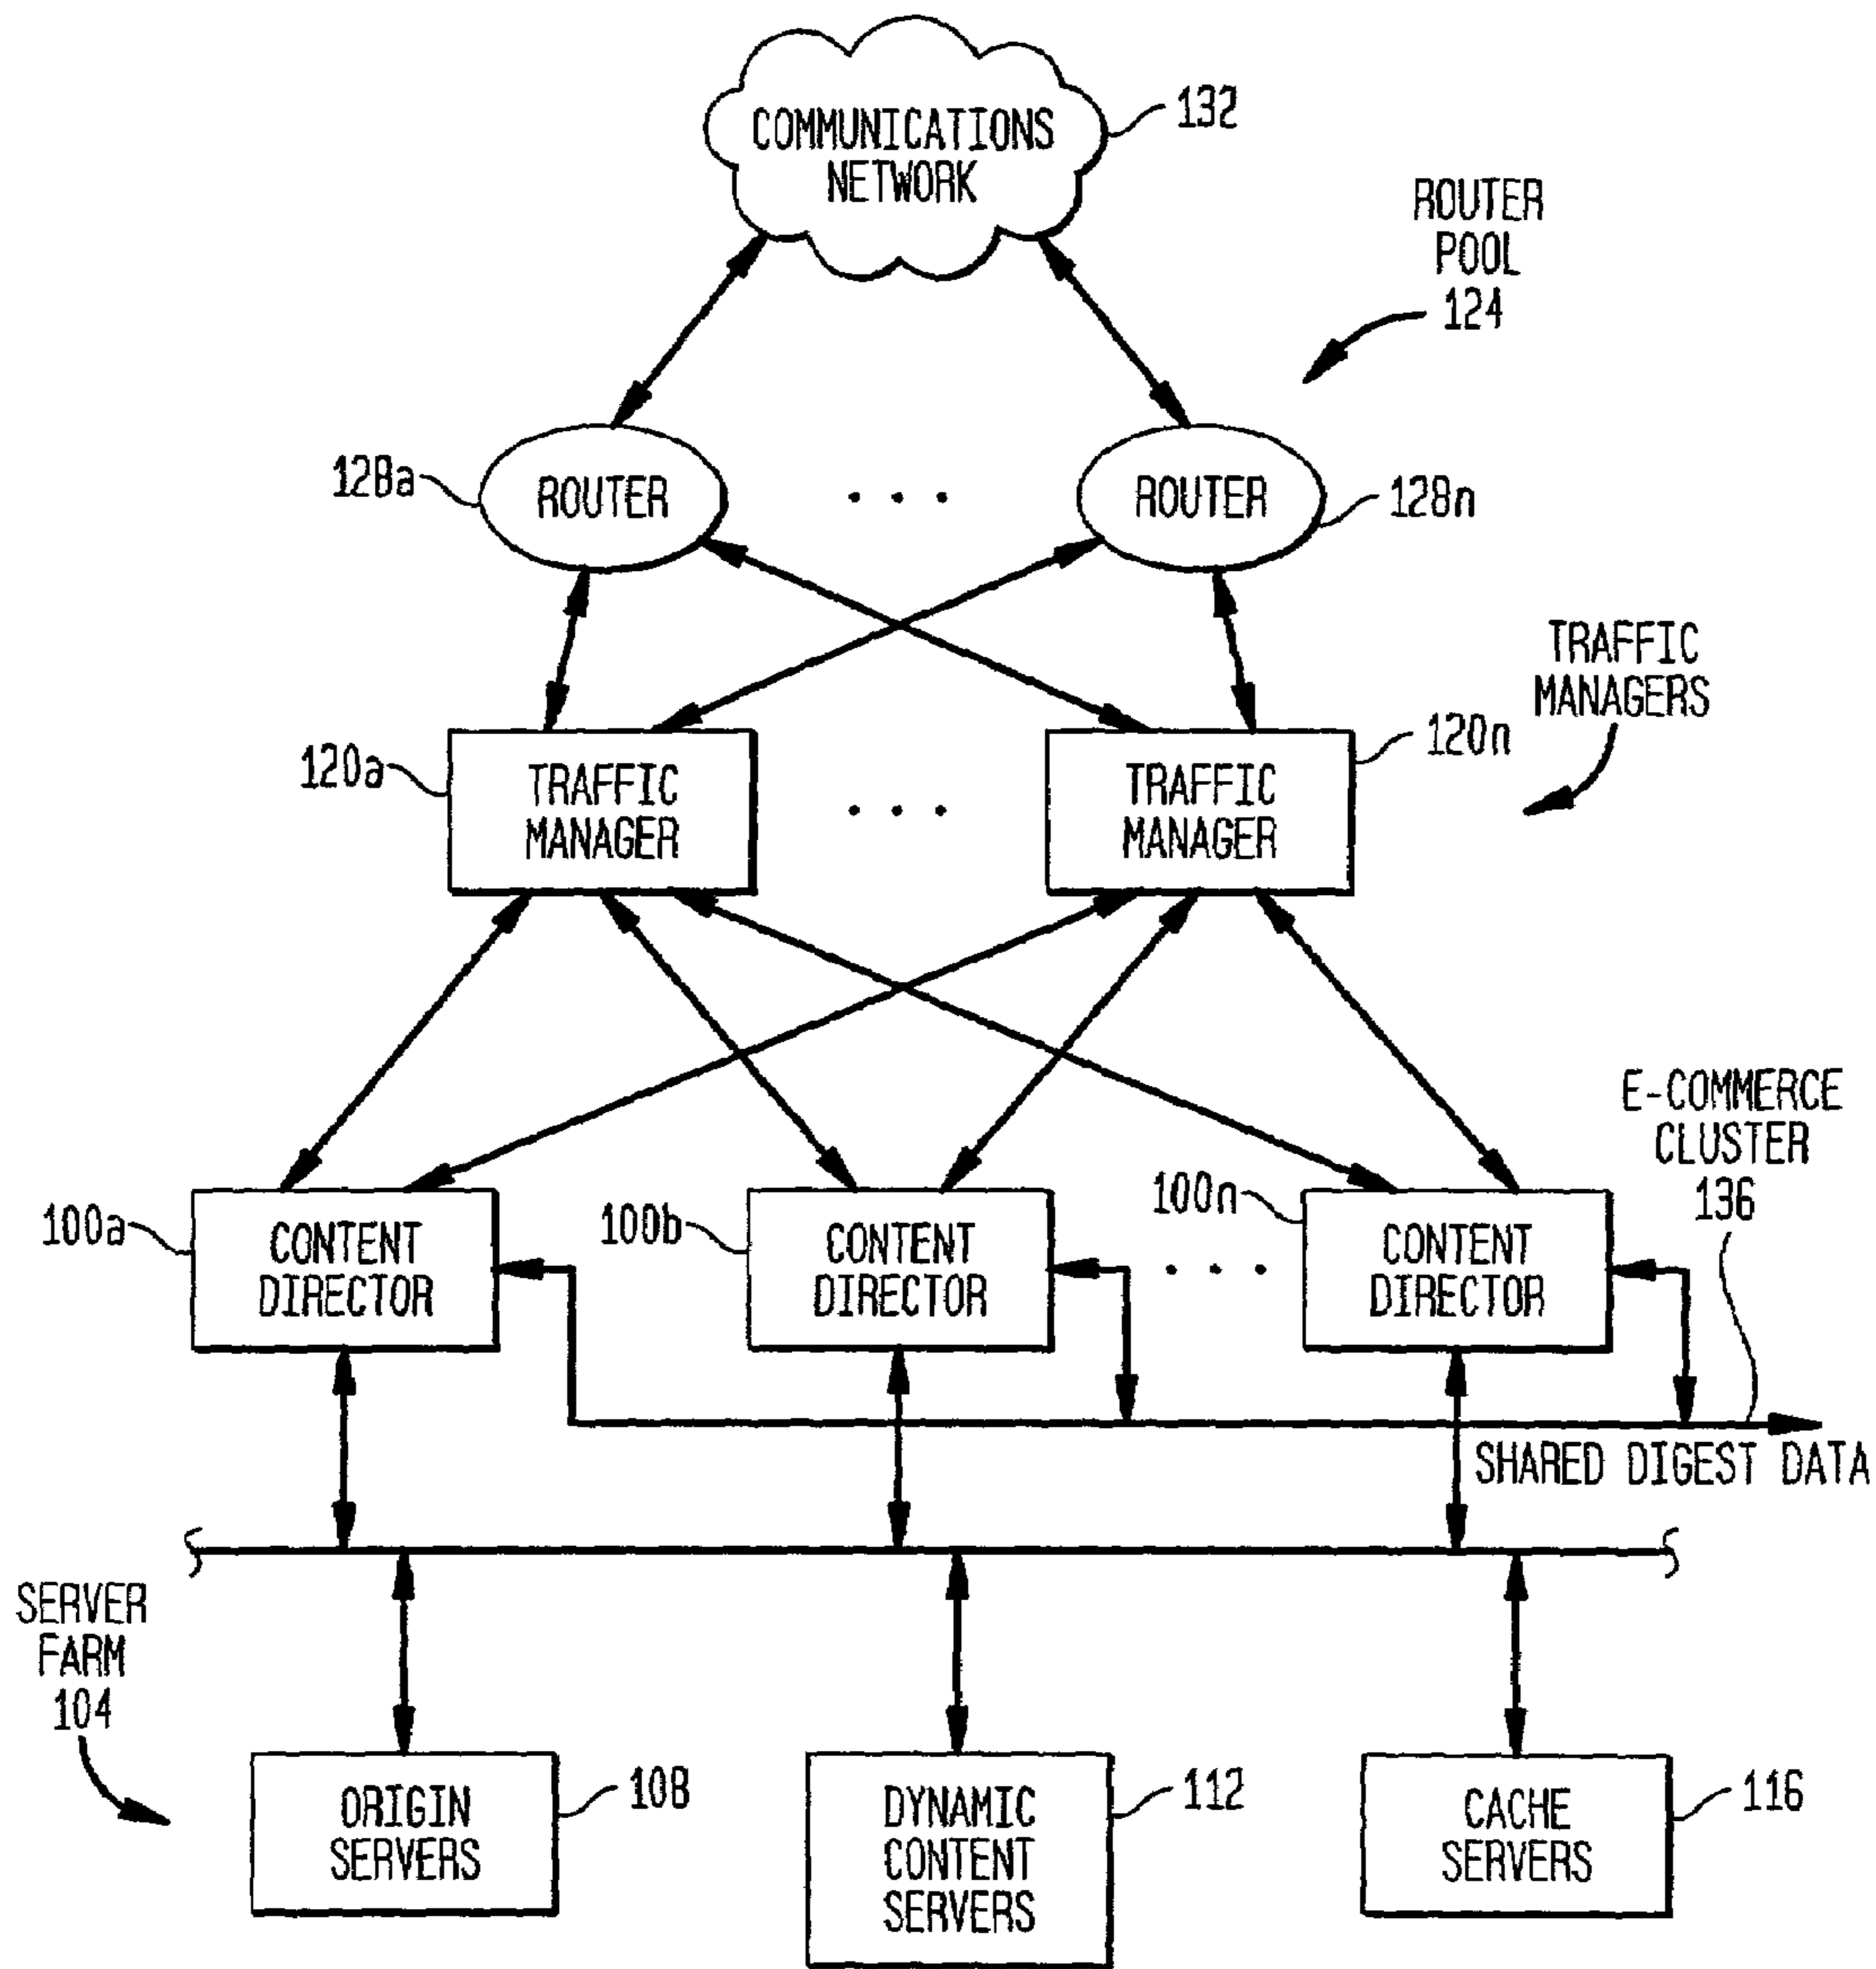 COMMUNICATIONS
NETWORK
132
ROUTER
POOL
124
128a
ROUTER
. . .
ROUTER
128n
TRAFFIC
MANAGERS
120a
TRAFFIC
MANAGER
. . .
TRAFFIC
MANAGER
120n
E-COMMERCE
CLUSTER
136
100a
CONTENT
DIRECTOR
100b
CONTENT
DIRECTOR
. . .
100n
CONTENT
DIRECTOR
SHARED DIGEST DATA
SERVER
FARM
104
ORIGIN
SERVERS
108
DYNAMIC
CONTENT
SERVERS
112
CACHE
SERVERS
116